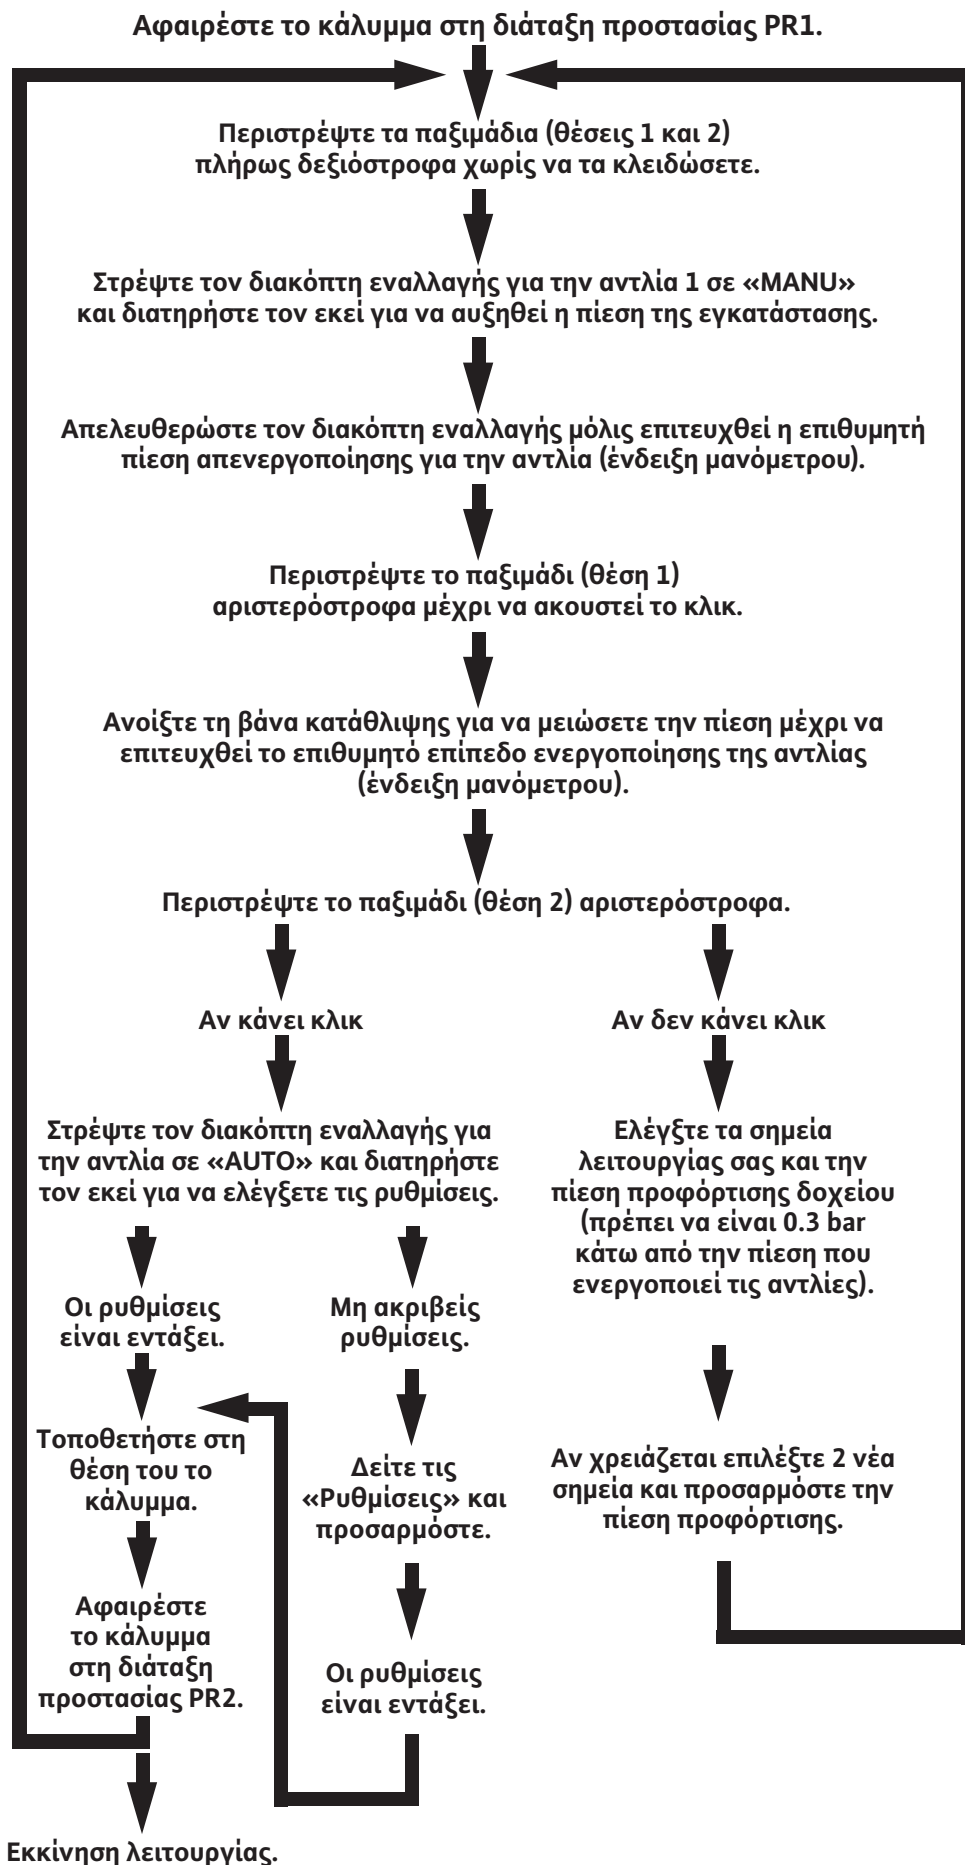 Αφαιρέστε το κάλυμμα στη διάταξη προστασίας PR1.
Περιστρέψτε τα παξιμάδια (θέσεις 1 και 2)
πλήρως δεξιόστροφα χωρίς να τα κλειδώσετε.
Στρέψτε τον διακόπτη εναλλαγής για την αντλία 1 σε «MANU»
και διατηρήστε τον εκεί για να αυξηθεί η πίεση της εγκατάστασης.
Απελευθερώστε τον διακόπτη εναλλαγής μόλις επιτευχθεί η επιθυμητή
πίεση απενεργοποίησης για την αντλία (ένδειξη μανόμετρου).
Περιστρέψτε το παξιμάδι (θέση 1)
αριστερόστροφα μέχρι να ακουστεί το κλικ.
Ανοίξτε τη βάνα κατάθλιψης για να μειώσετε την πίεση μέχρι να
επιτευχθεί το επιθυμητό επίπεδο ενεργοποίησης της αντλίας
(ένδειξη μανόμετρου).
Περιστρέψτε το παξιμάδι (θέση 2) αριστερόστροφα.
Αν κάνει κλικ
Στρέψτε τον διακόπτη εναλλαγής για
την αντλία σε «AUTO» και διατηρήστε
τον εκεί για να ελέγξετε τις ρυθμίσεις.
Οι ρυθμίσεις
είναι εντάξει.
Τοποθετήστε στη
θέση του το
κάλυμμα.
Αφαιρέστε
το κάλυμμα
στη διάταξη
προστασίας PR2.
Εκκίνηση λειτουργίας.
Μη ακριβείς
ρυθμίσεις.
Δείτε τις
«Ρυθμίσεις» και
προσαρμόστε.
Οι ρυθμίσεις
είναι εντάξει.
Αν δεν κάνει κλικ
Ελέγξτε τα σημεία
λειτουργίας σας και την
πίεση προφόρτισης δοχείου
(πρέπει να είναι 0.3 bar
κάτω από την πίεση που
ενεργοποιεί τις αντλίες).
Αν χρειάζεται επιλέξτε 2 νέα
σημεία και προσαρμόστε την
πίεση προφόρτισης.